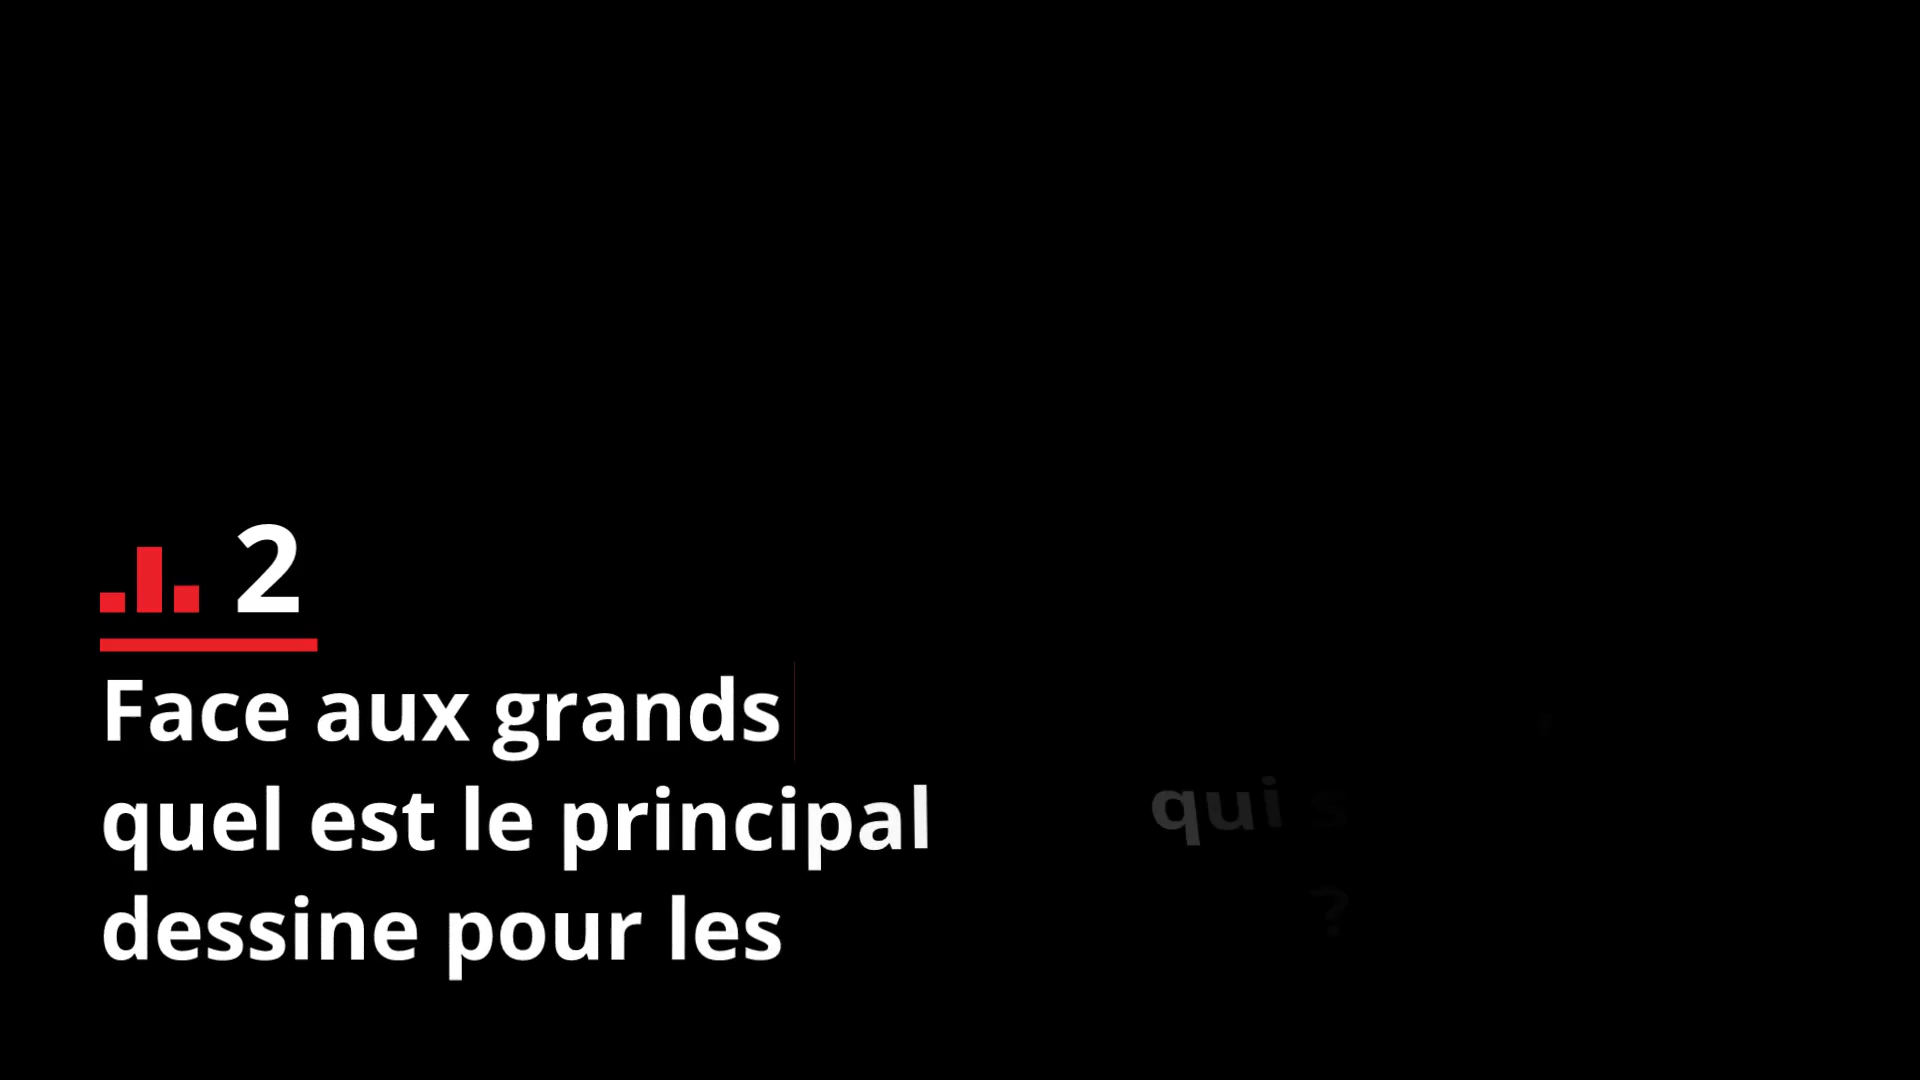 2
Face aux grands
quel est le principal qui s
dessine pour les ?